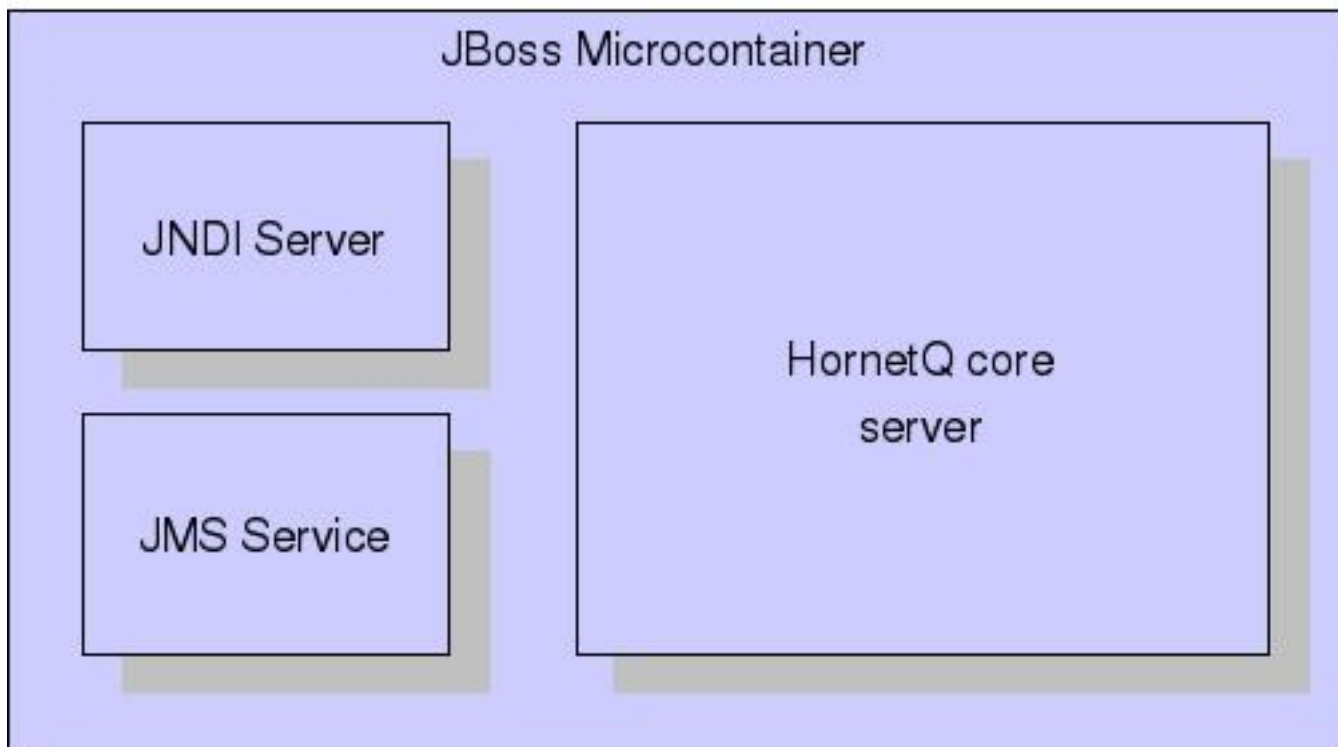 JBoss Microcontainer
JNDI Server
JMS Service
HornetQ core
server